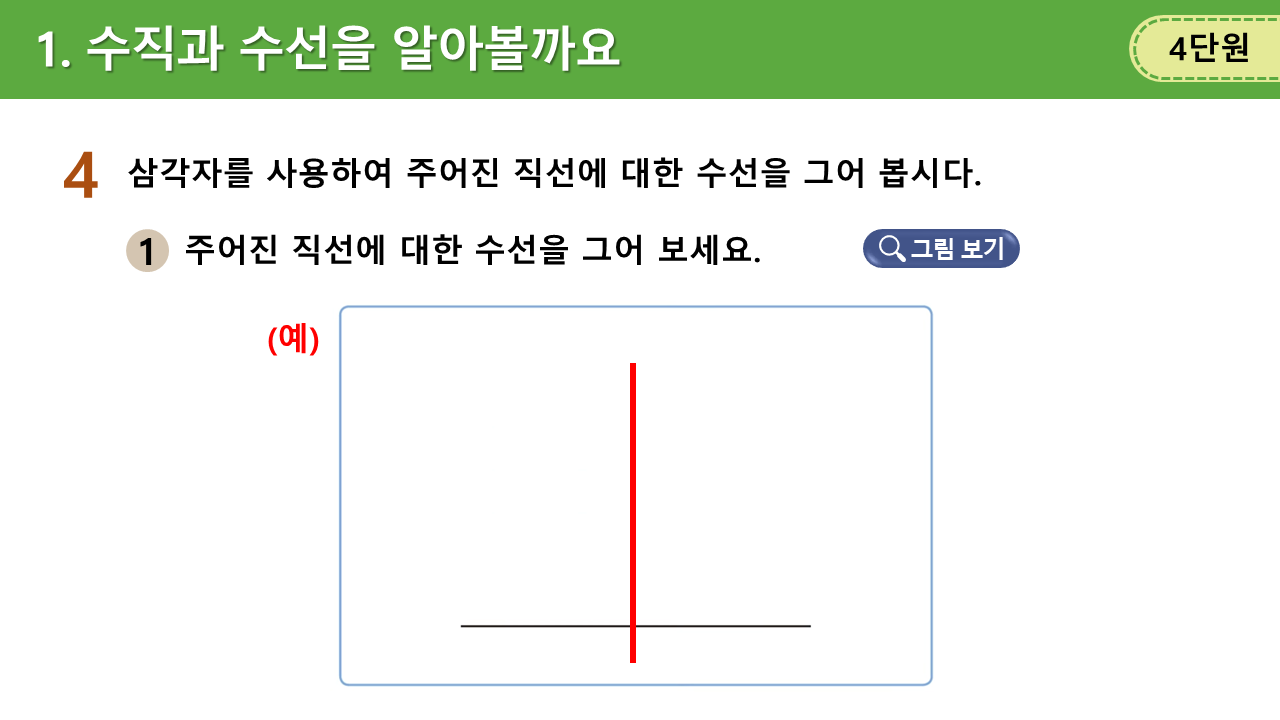 1. 수직과 수선을 알아볼까요
4단원
4 삼각자를 사용하여 주어진 직선에 대한 수선을 그어 봅시다.
1 주어진 직선에 대한 수선을 그어 보세요.
그림 보기
(예)